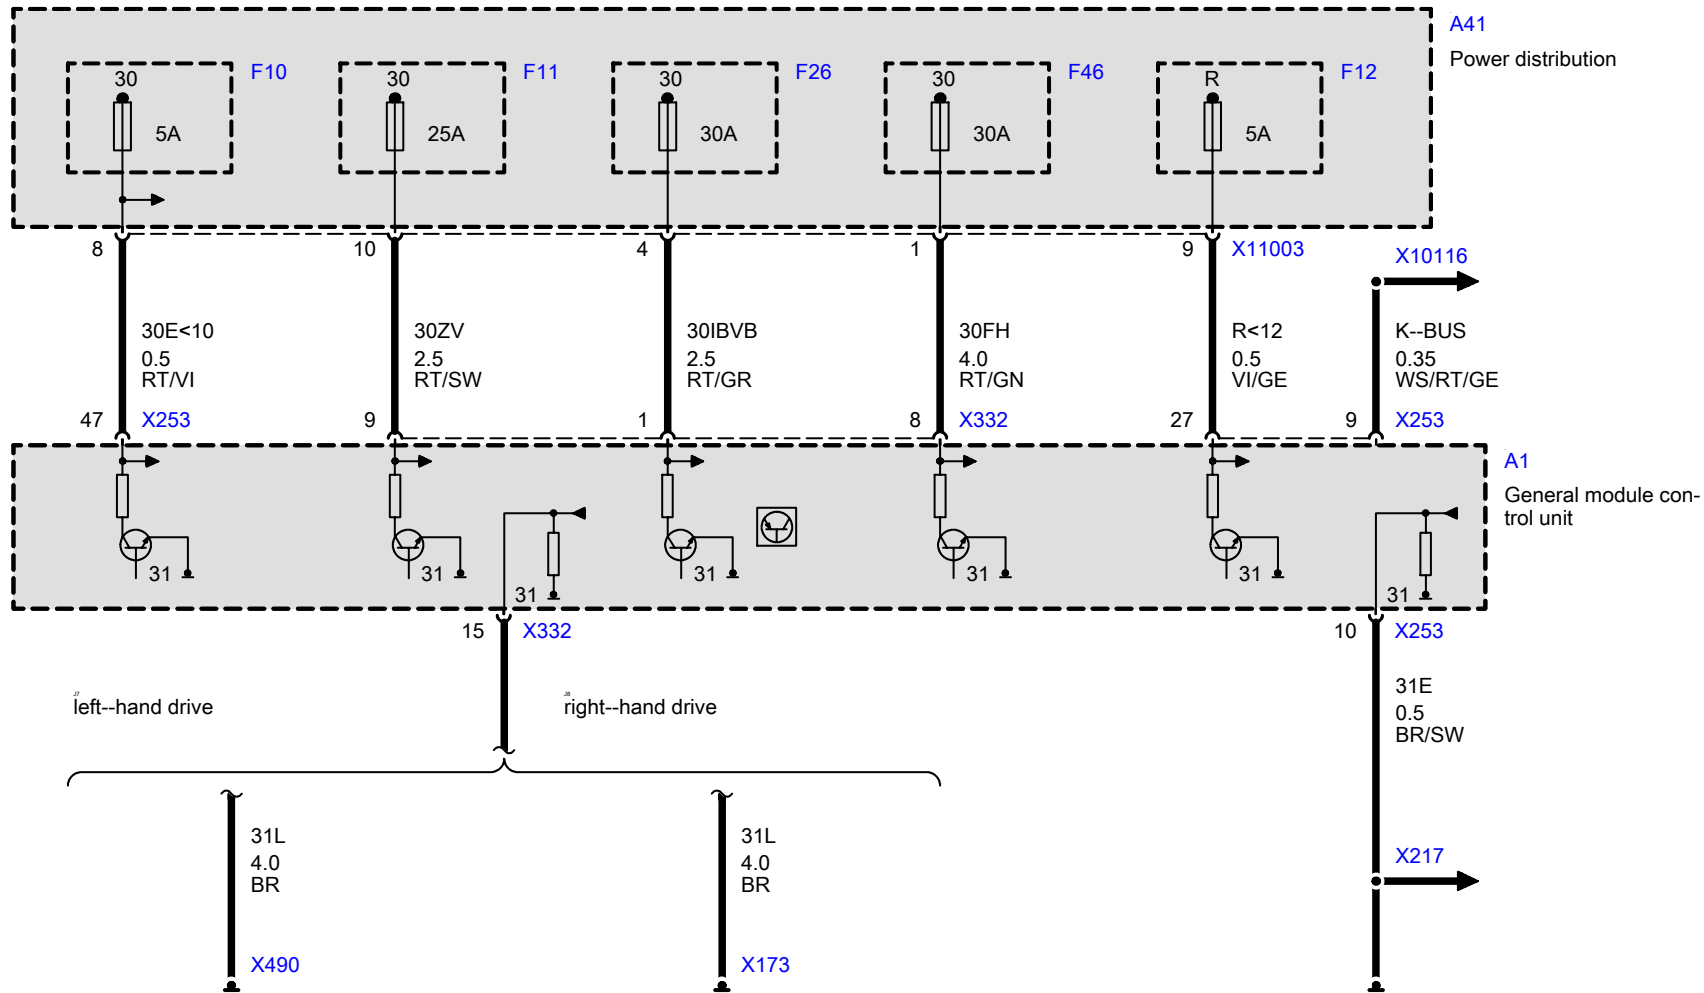 A41
Power distribution
30 F10
30 F11
30 F26
30 F46
R F12
5A
25A
30A
30A
5A
8
10
4
1
9 X11003
X10116
30E<10
0.5
RT/VI
30ZV
2.5
RT/SW
30IBVB
2.5
RT/GR
30FH
4.0
RT/GN
R<12
0.5
VI/GE
K--BUS
0.35
WS/RT/GE
47 X253
9
1
8 X332
27
9 X253
A1
General module con-
trol unit
31
31
31
31
31
31
31
15 X332
10 X253
J7
left--hand drive
J8
right--hand drive
31E
0.5
BR/SW
31L
4.0
BR
31L
4.0
BR
X217
X490
X173